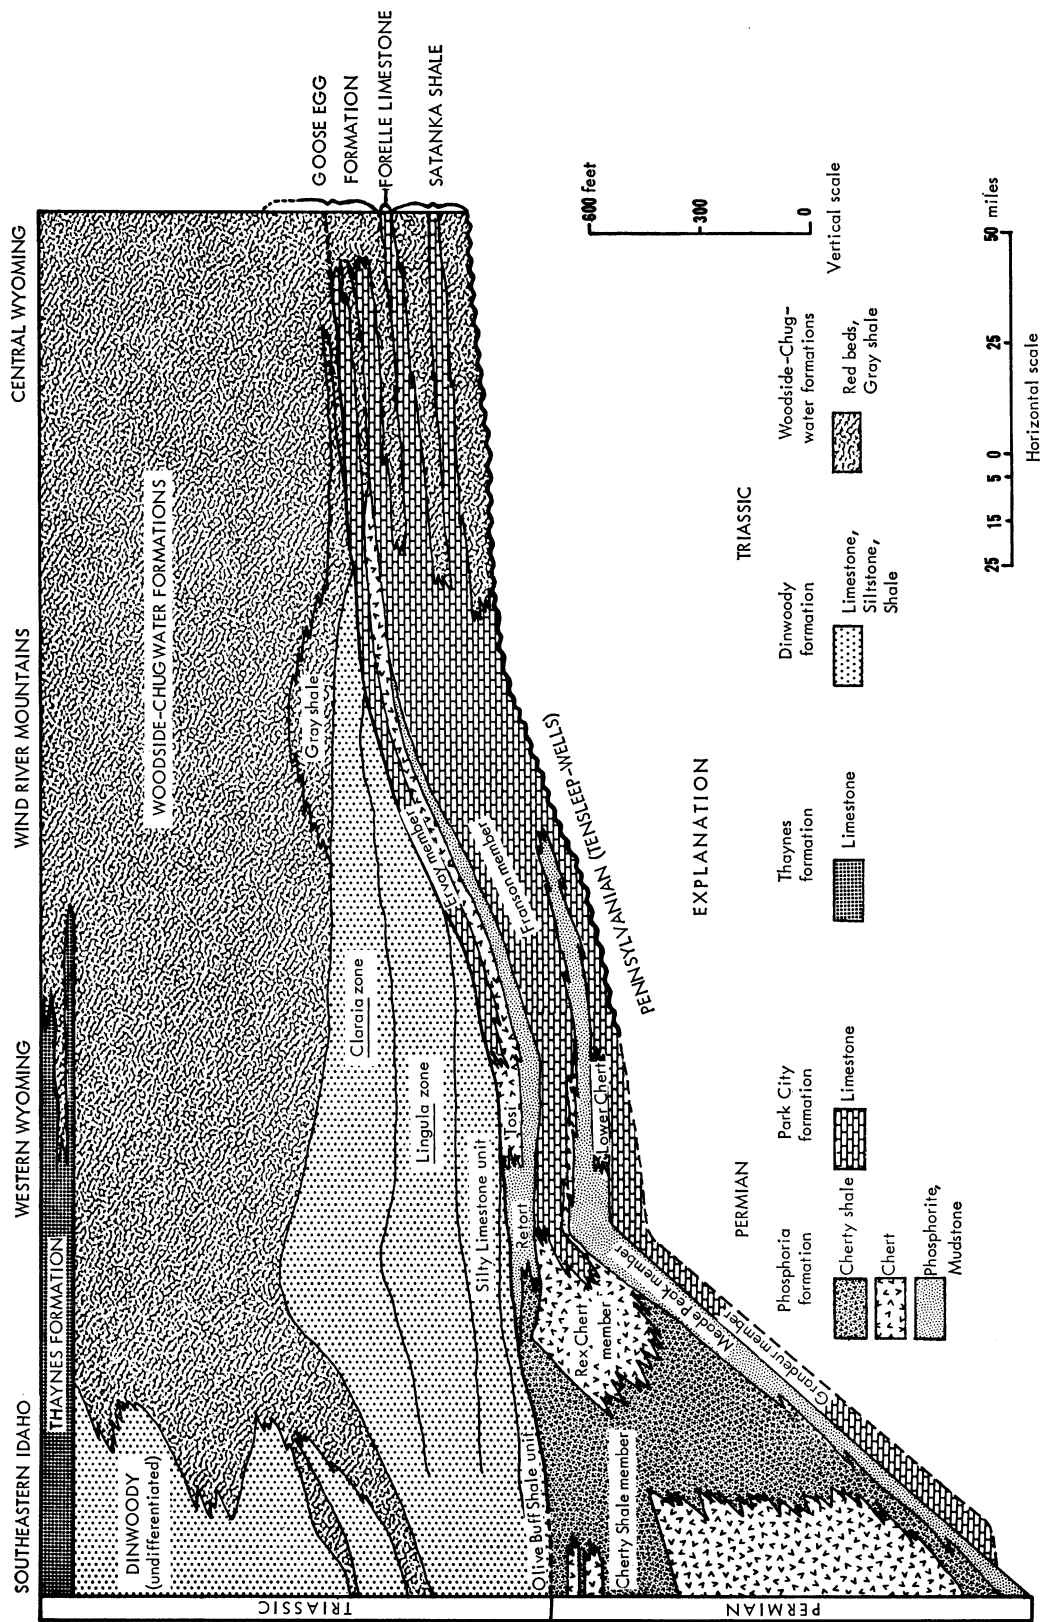 SOUTHEASTERN IDAHO
WESTERN WYOMING
WIND RIVER MOUNTAINS
CENTRAL WYOMING
THAYNES FORMATION
WOODSIDE-CHUGWATER FORMATIONS
DINWOODY
(undifferentiated)
Gray shale
Claraia zone
Lingula zone
Silty Limestone unit
Olive Buff Shale unit
Ervay member
Tosi
Retort
Franson member
Rex Chert
member
Lower Chert
Cherty Shale member
Meade Peak member
Grandeur member
PENNSYLVANIAN (TENSLEEP-WELLS)
TRIASSIC
PERMIAN
GOOSE EGG
FORMATION
FORELLE LIMESTONE
SATANKA SHALE
EXPLANATION
PERMIAN
TRIASSIC
Phosphoria
formation
Cherty shale
Chert
Phosphorite,
Mudstone
Park City
formation
Limestone
Thaynes
formation
Limestone
Dinwoody
formation
Limestone,
Siltstone,
Shale
Woodside-Chug-
water formations
Red beds,
Gray shale
600 feet
300
0
Vertical scale
25 15 5 0 25 50 miles
Horizontal scale